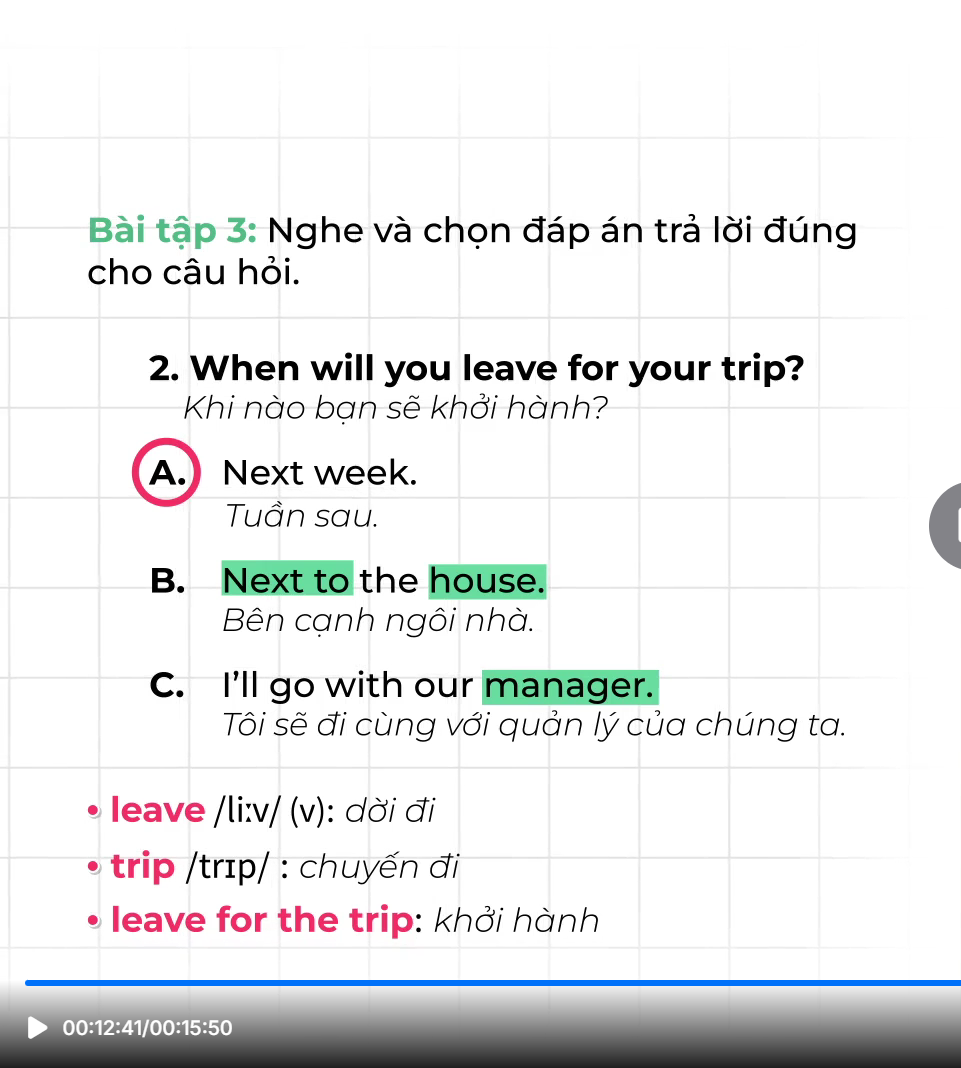 Bài tập 3: Nghe và chọn đáp án trả lời đúng
cho câu hỏi.
2. When will you leave for your trip?
Khi nào bạn sẽ khởi hành?
A. Next week.
Tuần sau.
B. Next to the house.
Bên cạnh ngôi nhà.
C. I’ll go with our manager.
Tôi sẽ đi cùng với quản lý của chúng ta.
• leave /liːv/ (v): dời đi
• trip /trɪp/ : chuyến đi
• leave for the trip: khởi hành
00:12:41/00:15:50